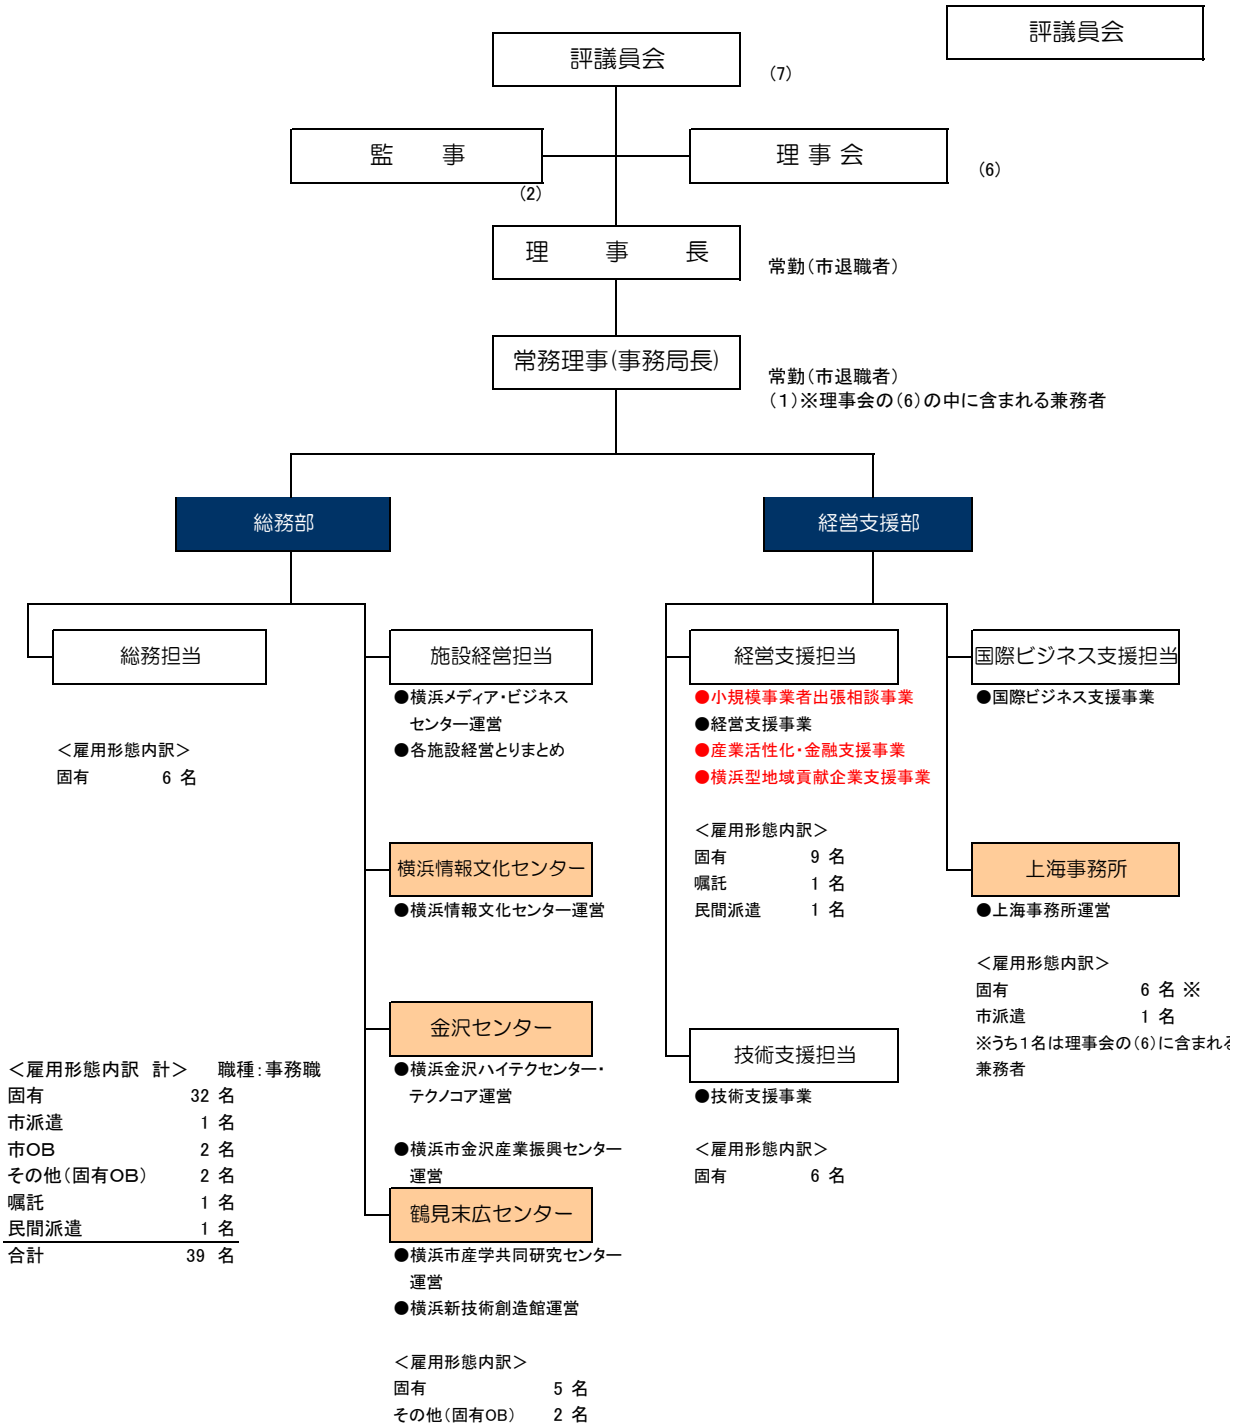 評議員会
評議員会
(7)
監　事
(2)
理事会
(6)
理　事　長
常勤(市退職者)
常務理事(事務局長)
常勤(市退職者)
(1)※理事会の(6)の中に含まれる兼務者
総務部
経営支援部
総務担当
＜雇用形態内訳＞
固有 6 名
施設経営担当
●横浜メディア・ビジネス
センター運営
●各施設経営とりまとめ
横浜情報文化センター
●横浜情報文化センター運営
金沢センター
●横浜金沢ハイテクセンター・
テクノコア運営
●横浜市金沢産業振興センター
運営
鶴見末広センター
●横浜市産学共同研究センター
運営
●横浜新技術創造館運営
＜雇用形態内訳＞
固有 5 名
その他(固有OB) 2 名
経営支援担当
●小規模事業者出張相談事業
●経営支援事業
●産業活性化・金融支援事業
●横浜型地域貢献企業支援事業
＜雇用形態内訳＞
固有 9 名
嘱託 1 名
民間派遣 1 名
技術支援担当
●技術支援事業
＜雇用形態内訳＞
固有 6 名
国際ビジネス支援担当
●国際ビジネス支援事業
上海事務所
●上海事務所運営
＜雇用形態内訳＞
固有 6 名 ※
市派遣 1 名
※うち１名は理事会の(6)に含まれる
兼務者
＜雇用形態内訳 計＞ 職種：事務職
固有 32 名
市派遣 1 名
市OB 2 名
その他(固有OB) 2 名
嘱託 1 名
民間派遣 1 名
合計 39 名